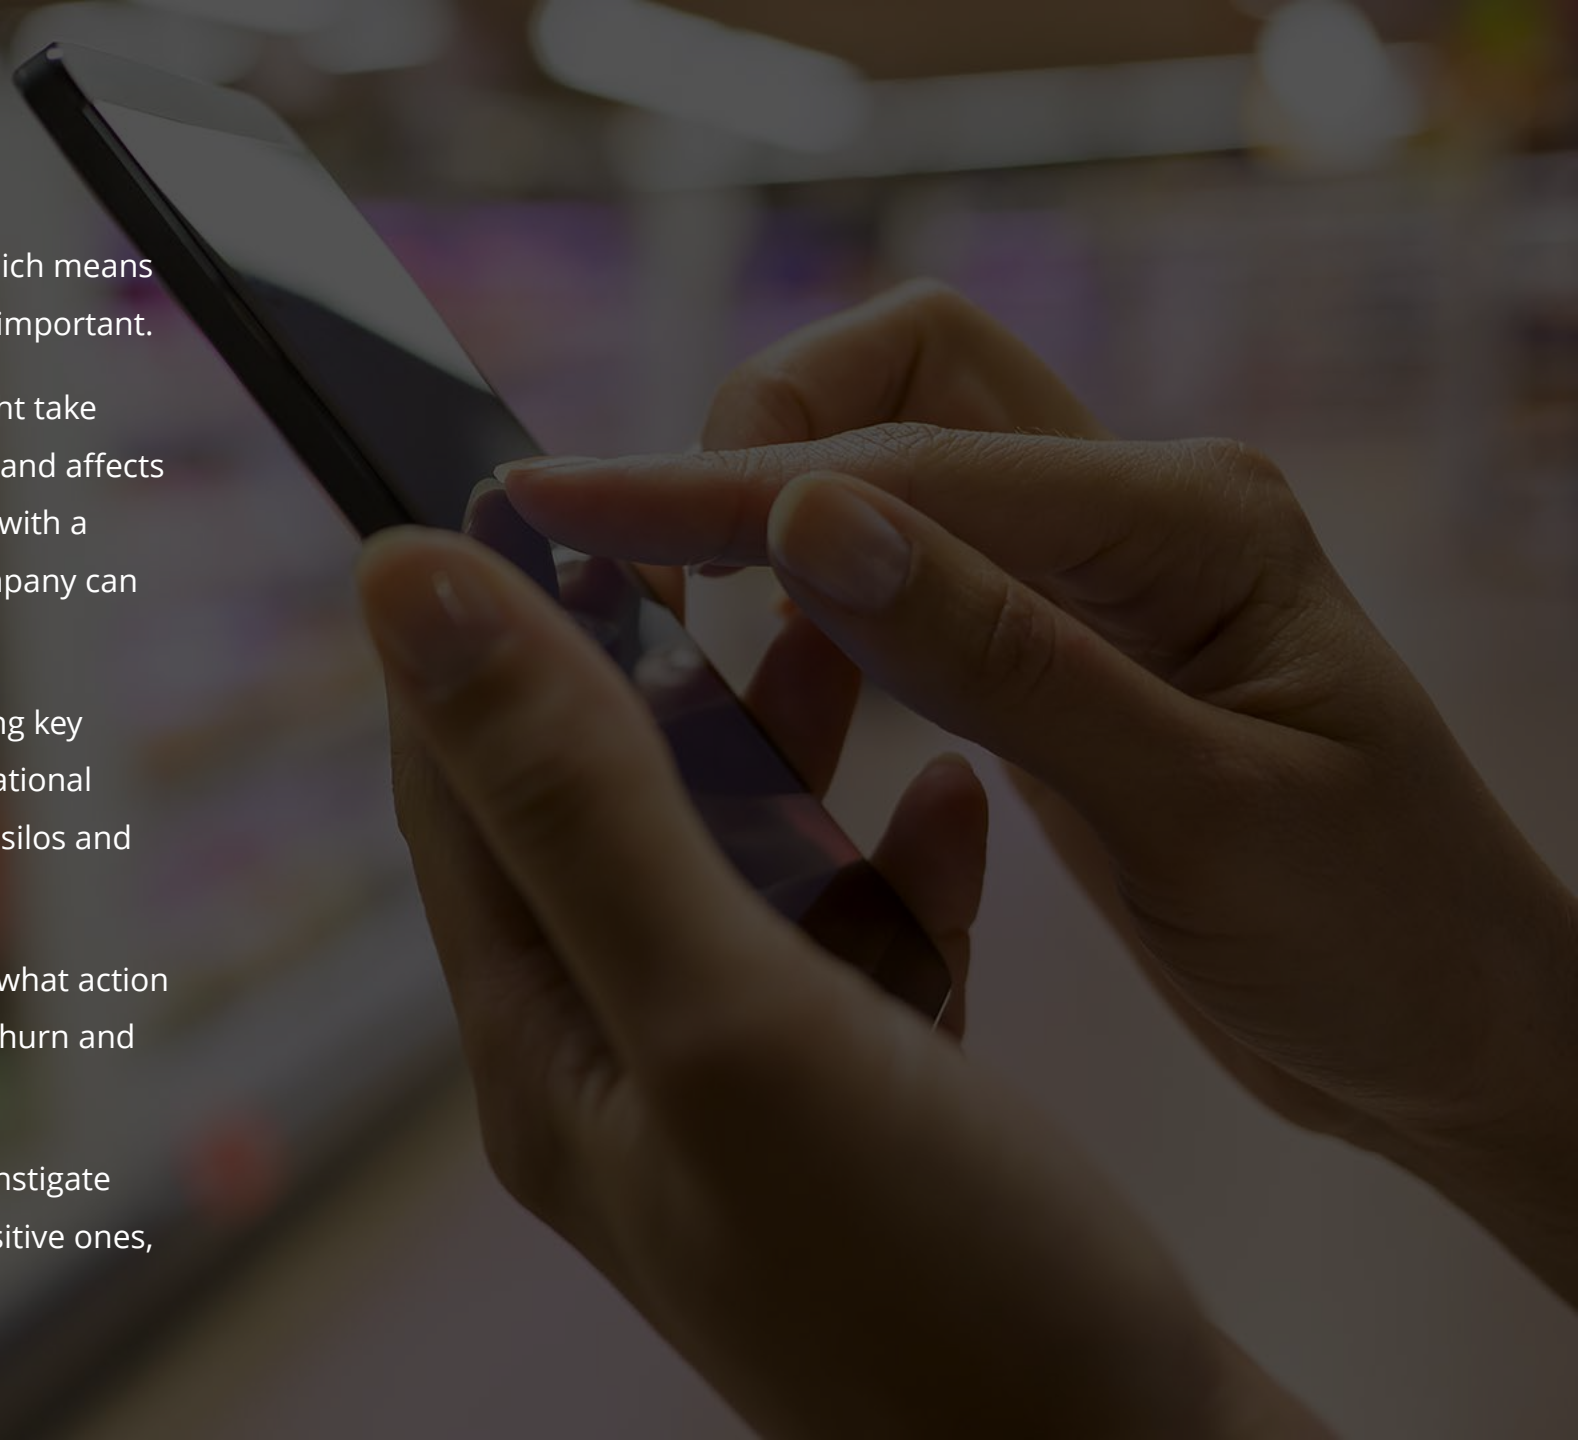 ich means
important.
nt take
and affects
with a
pany can
ng key
ational
silos and
what action
hurn and
nstigate
sitive ones,